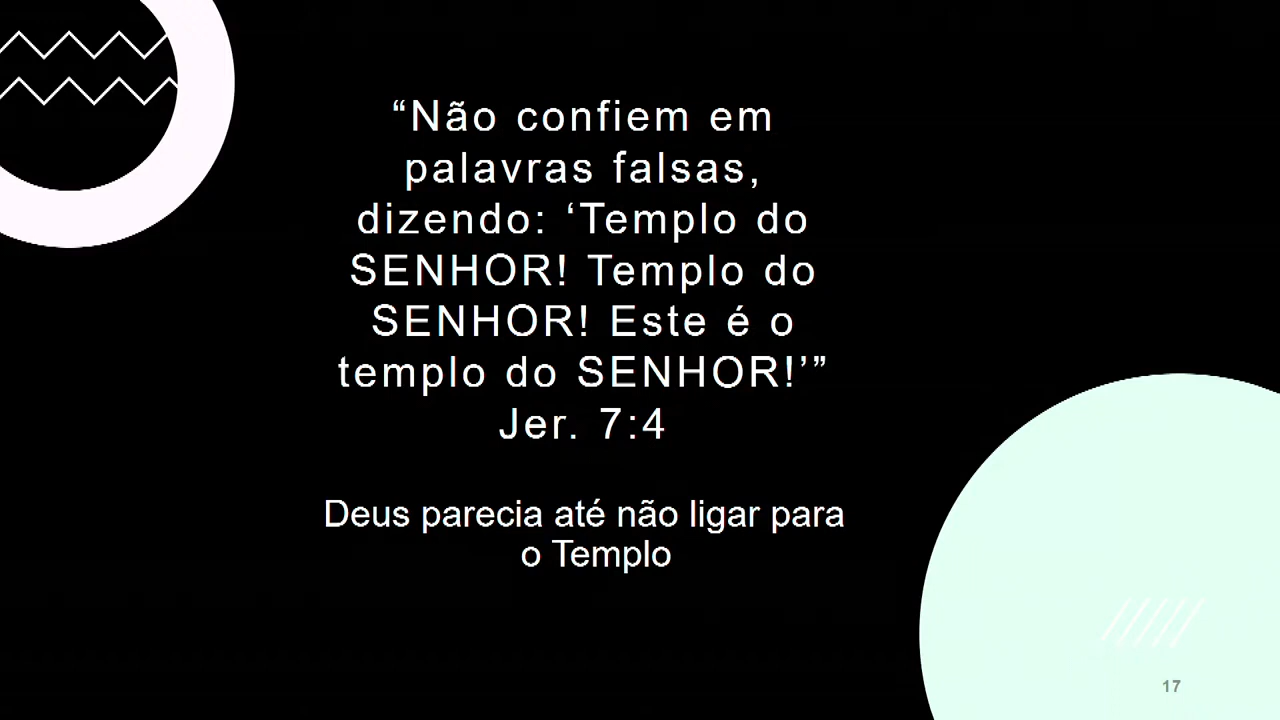 “Não confiem em
palavras falsas,
dizendo: ‘Templo do
SENHOR! Templo do
SENHOR! Este é o
templo do SENHOR!’”
Jer. 7:4
Deus parecia até não ligar para
o Templo
17